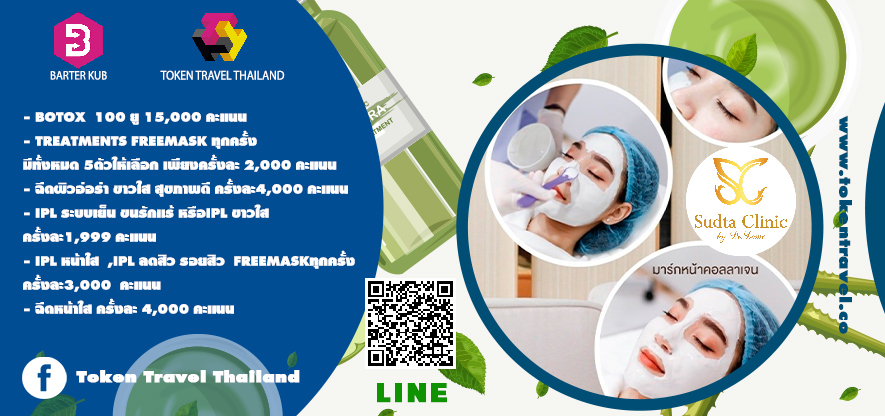 BARTER KUB
TOKEN TRAVEL THAILAND
- BOTOX 100 ยู 15,000 คะแนน
- TREATMENTS FREEMASK ทุกครั้ง
มีทั้งหมด 5ตัวให้เลือก เพียงครั้งละ 2,000 คะแนน
- ฉีดผิวออร่า ขาวใส สุขภาพดี ครั้งละ4,000 คะแนน
- IPL ระบบเย็น ขนรักแร้ หรือIPL ขาวใส
ครั้งละ1,999 คะแนน
- IPL หน้าใส ,IPL ลดสิว รอยสิว FREEMASKทุกครั้ง
ครั้งละ3,000 คะแนน
- ฉีดหน้าใส ครั้งละ 4,000 คะแนน
Token Travel Thailand
LINE
Sudta Clinic
มาร์กหน้าคอลลาเจน
www.tokentravel.co